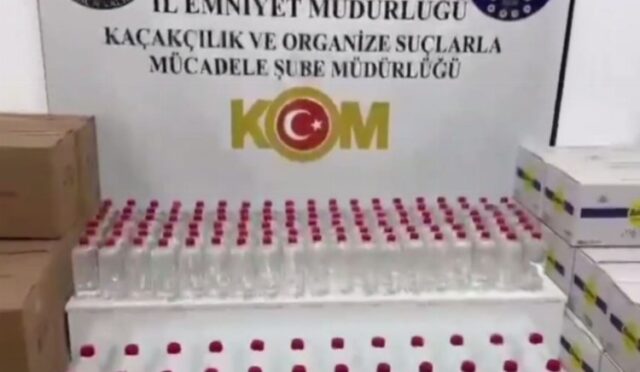 İL EMNİYET MÜDÜRLÜĞÜ
KAÇAKÇILIK VE ORGANİZE SUÇLARLA
MÜCADELE ŞUBE MÜDÜRLÜĞÜ
KOM